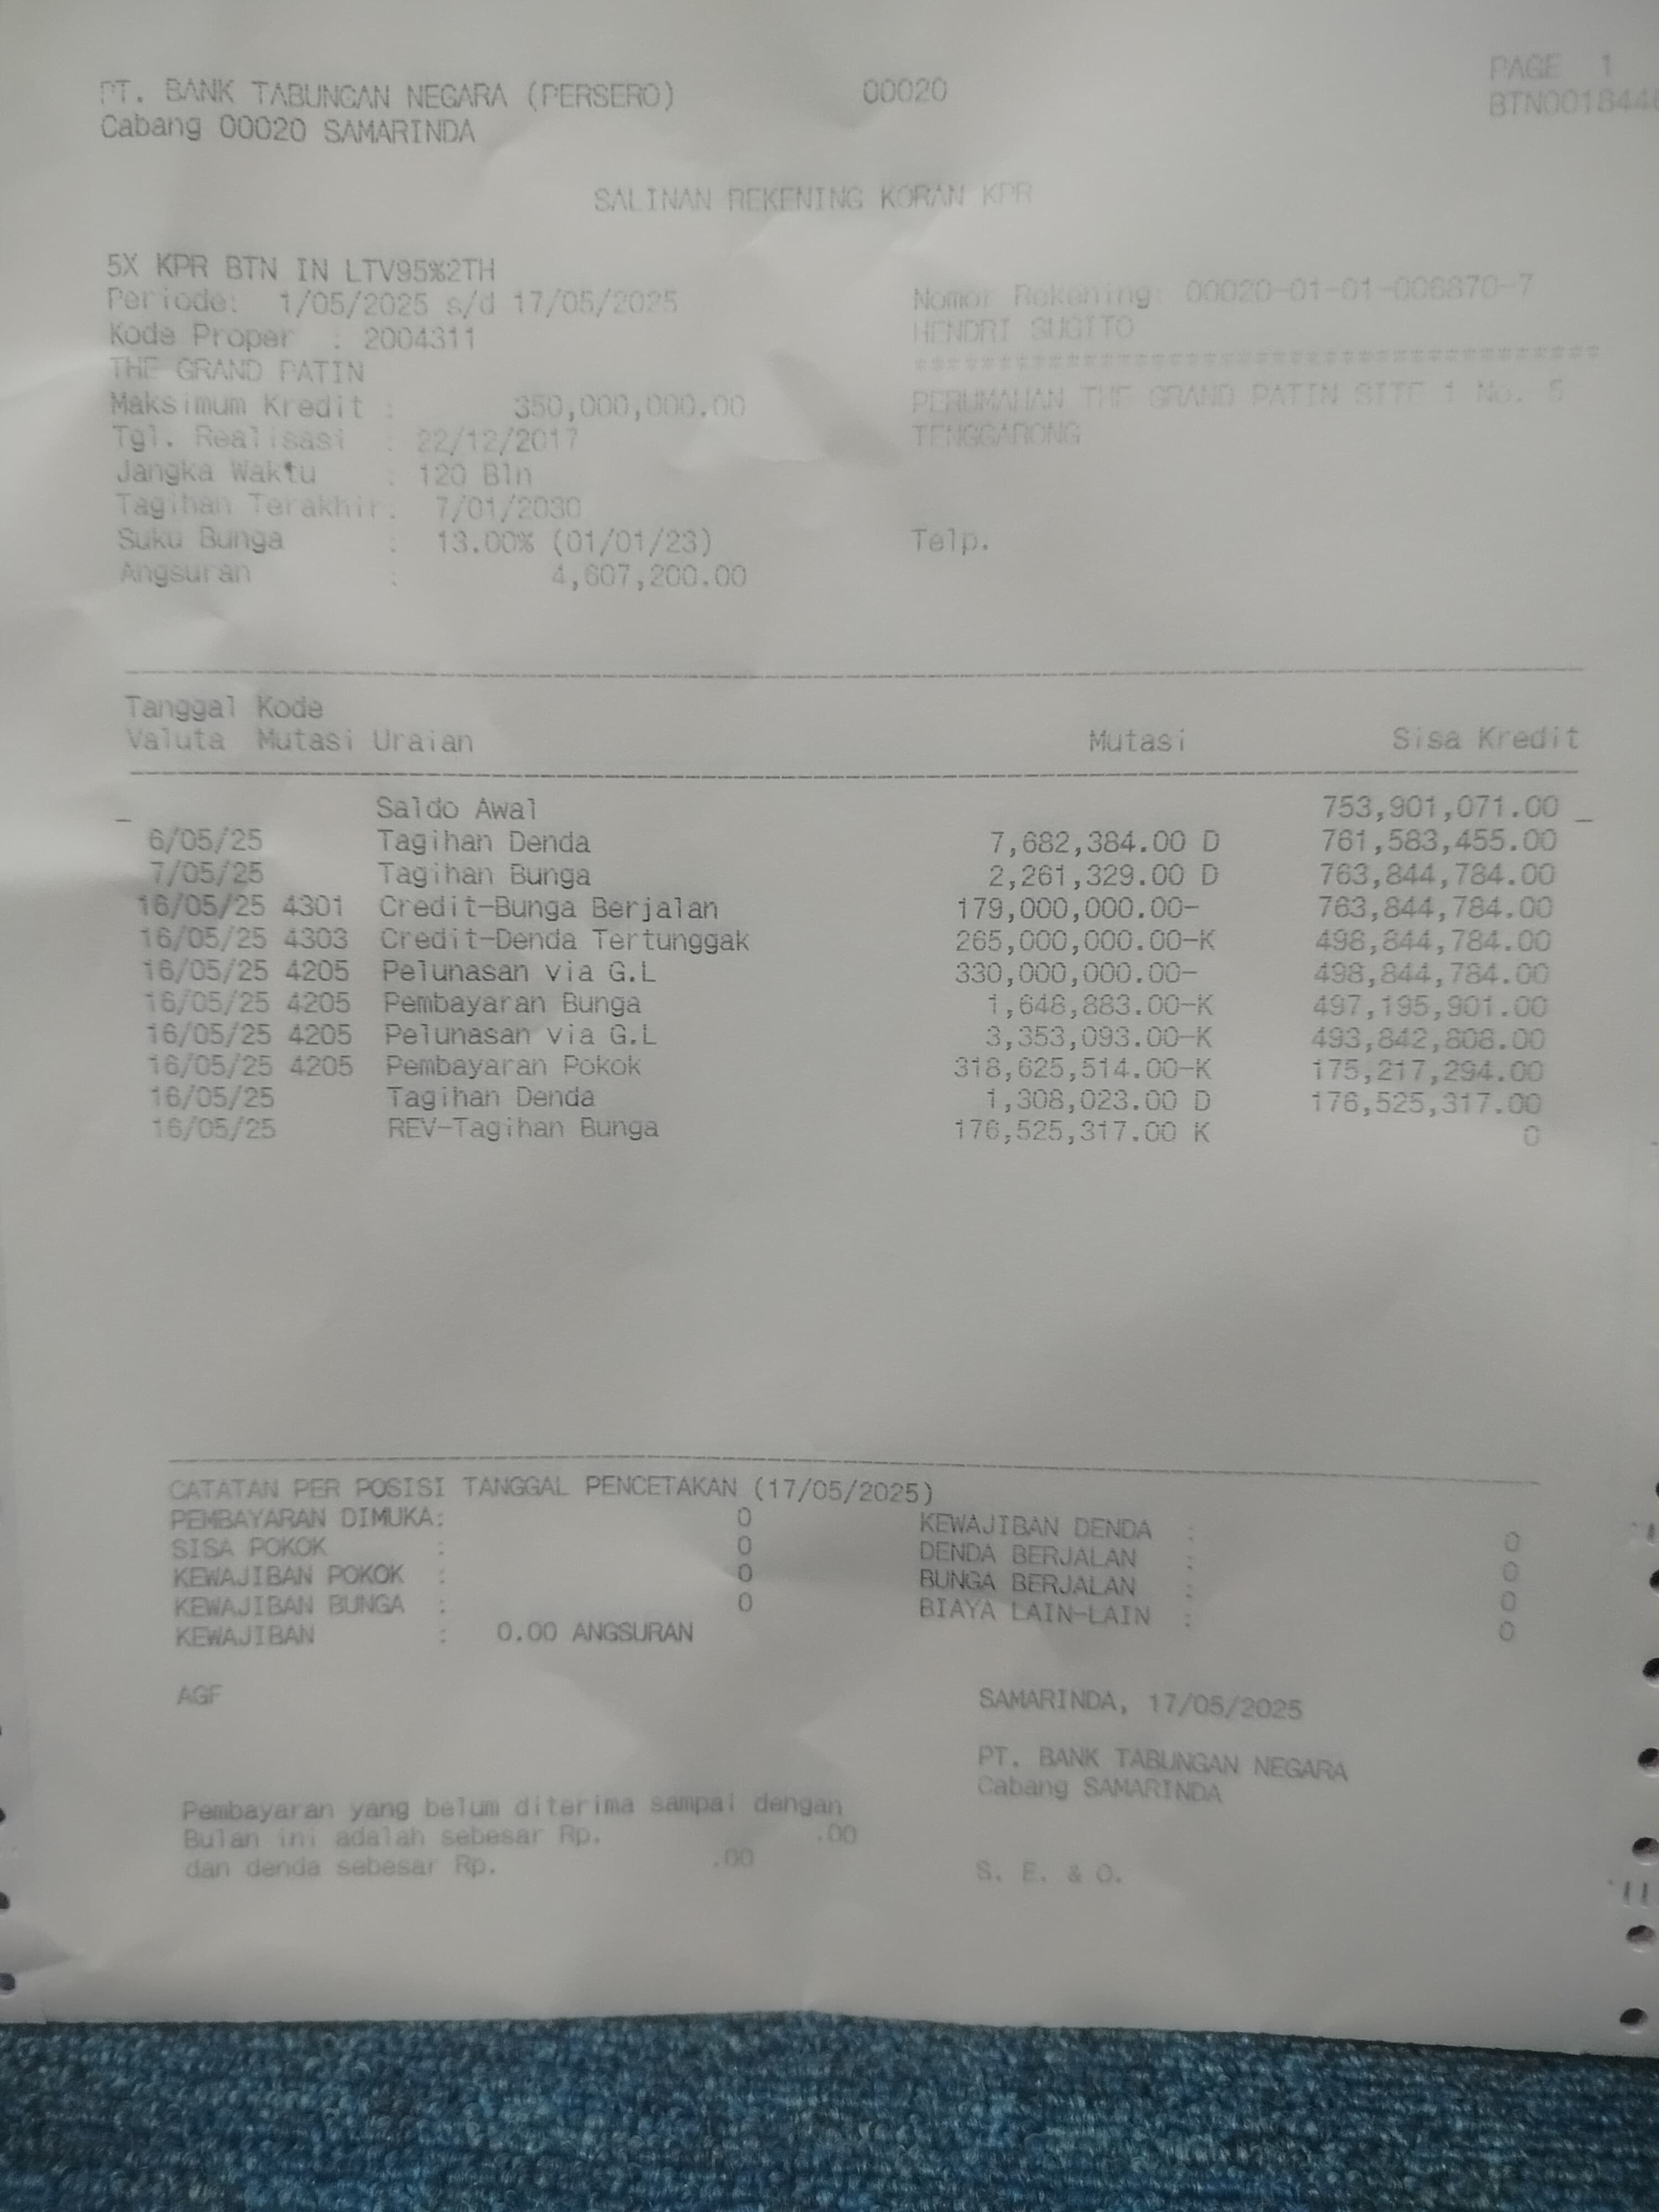 PAGE 1
PT. BANK TABUNGAN NEGARA (PERSERO) 00020
Cabang 00020 SAMARINDA
SALINAN REKENING KORAN KPR
5X KPR BTN IN LTV95%2TH
Periode: 1/05/2025 s/d 17/05/2025 Nomor Rekening: 00020-01-01-006870-7
Kode Proper : 2004311 HENDRI SUGITO
THE GRAND PATIN ****************************************
Maksimum Kredit : 350,000,000.00 PERUMAHAN THE GRAND PATIN SITE 1 No. 5
Tgl. Realisasi : 22/12/2017 TENGGARONG
Jangka Waktu : 120 Bln
Tagihan Terakhir: 7/01/2030
Suku Bunga : 13.00% (01/01/23) Telp.
Angsuran : 4,607,200.00
Tanggal Kode
Valuta Mutasi Uraian Mutasi Sisa Kredit
Saldo Awal 753,901,071.00
6/05/25 Tagihan Denda 7,682,384.00 D 761,583,455.00
7/05/25 Tagihan Bunga 2,261,329.00 D 763,844,784.00
16/05/25 4301 Credit-Bunga Berjalan 179,000,000.00- 763,844,784.00
16/05/25 4303 Credit-Denda Tertunggak 265,000,000.00-K 498,844,784.00
16/05/25 4205 Pelunasan via G.L 330,000,000.00- 498,844,784.00
16/05/25 4205 Pembayaran Bunga 1,648,883.00-K 497,195,901.00
16/05/25 4205 Pelunasan via G.L 3,353,093.00-K 493,842,808.00
16/05/25 4205 Pembayaran Pokok 318,625,514.00-K 175,217,294.00
16/05/25 Tagihan Denda 1,308,023.00 D 176,525,317.00
16/05/25 REV-Tagihan Bunga 176,525,317.00 K 0
CATATAN PER POSISI TANGGAL PENCETAKAN (17/05/2025)
PEMBAYARAN DIMUKA: 0 KEWAJIBAN DENDA : 0
SISA POKOK : 0 DENDA BERJALAN : 0
KEWAJIBAN POKOK : 0 BUNGA BERJALAN : 0
KEWAJIBAN BUNGA : 0 BIAYA LAIN-LAIN : 0
KEWAJIBAN : 0.00 ANGSURAN
AGF SAMARINDA, 17/05/2025
PT. BANK TABUNGAN NEGARA
Cabang SAMARINDA
Pembayaran yang belum diterima sampai dengan
Bulan ini adalah sebesar Rp. .00
dan denda sebesar Rp. .00
S. E. & O.